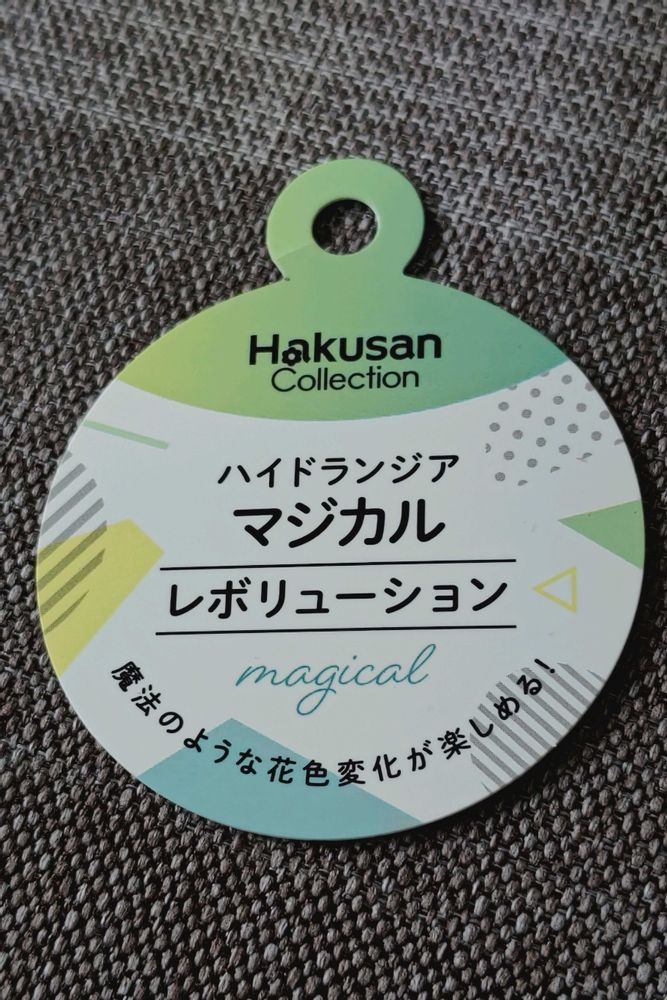 Hakusan
Collection
ハイドランジア
マジカル
レボリューション
magical
魔法のような花色変化が楽しめる!